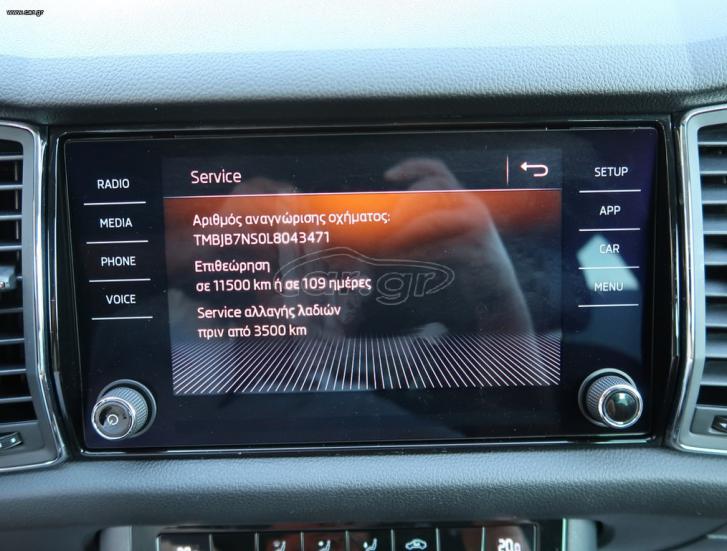 www.car.gr
RADIO
MEDIA
PHONE
VOICE
Service
Αριθμός αναγνώρισης οχήματος:
TMBJB7NS0L8043471
Επιθεώρηση
σε 11500 km ή σε 109 ημέρες
Service αλλαγής λαδιών
πριν από 3500 km
car.gr
SETUP
APP
CAR
MENU